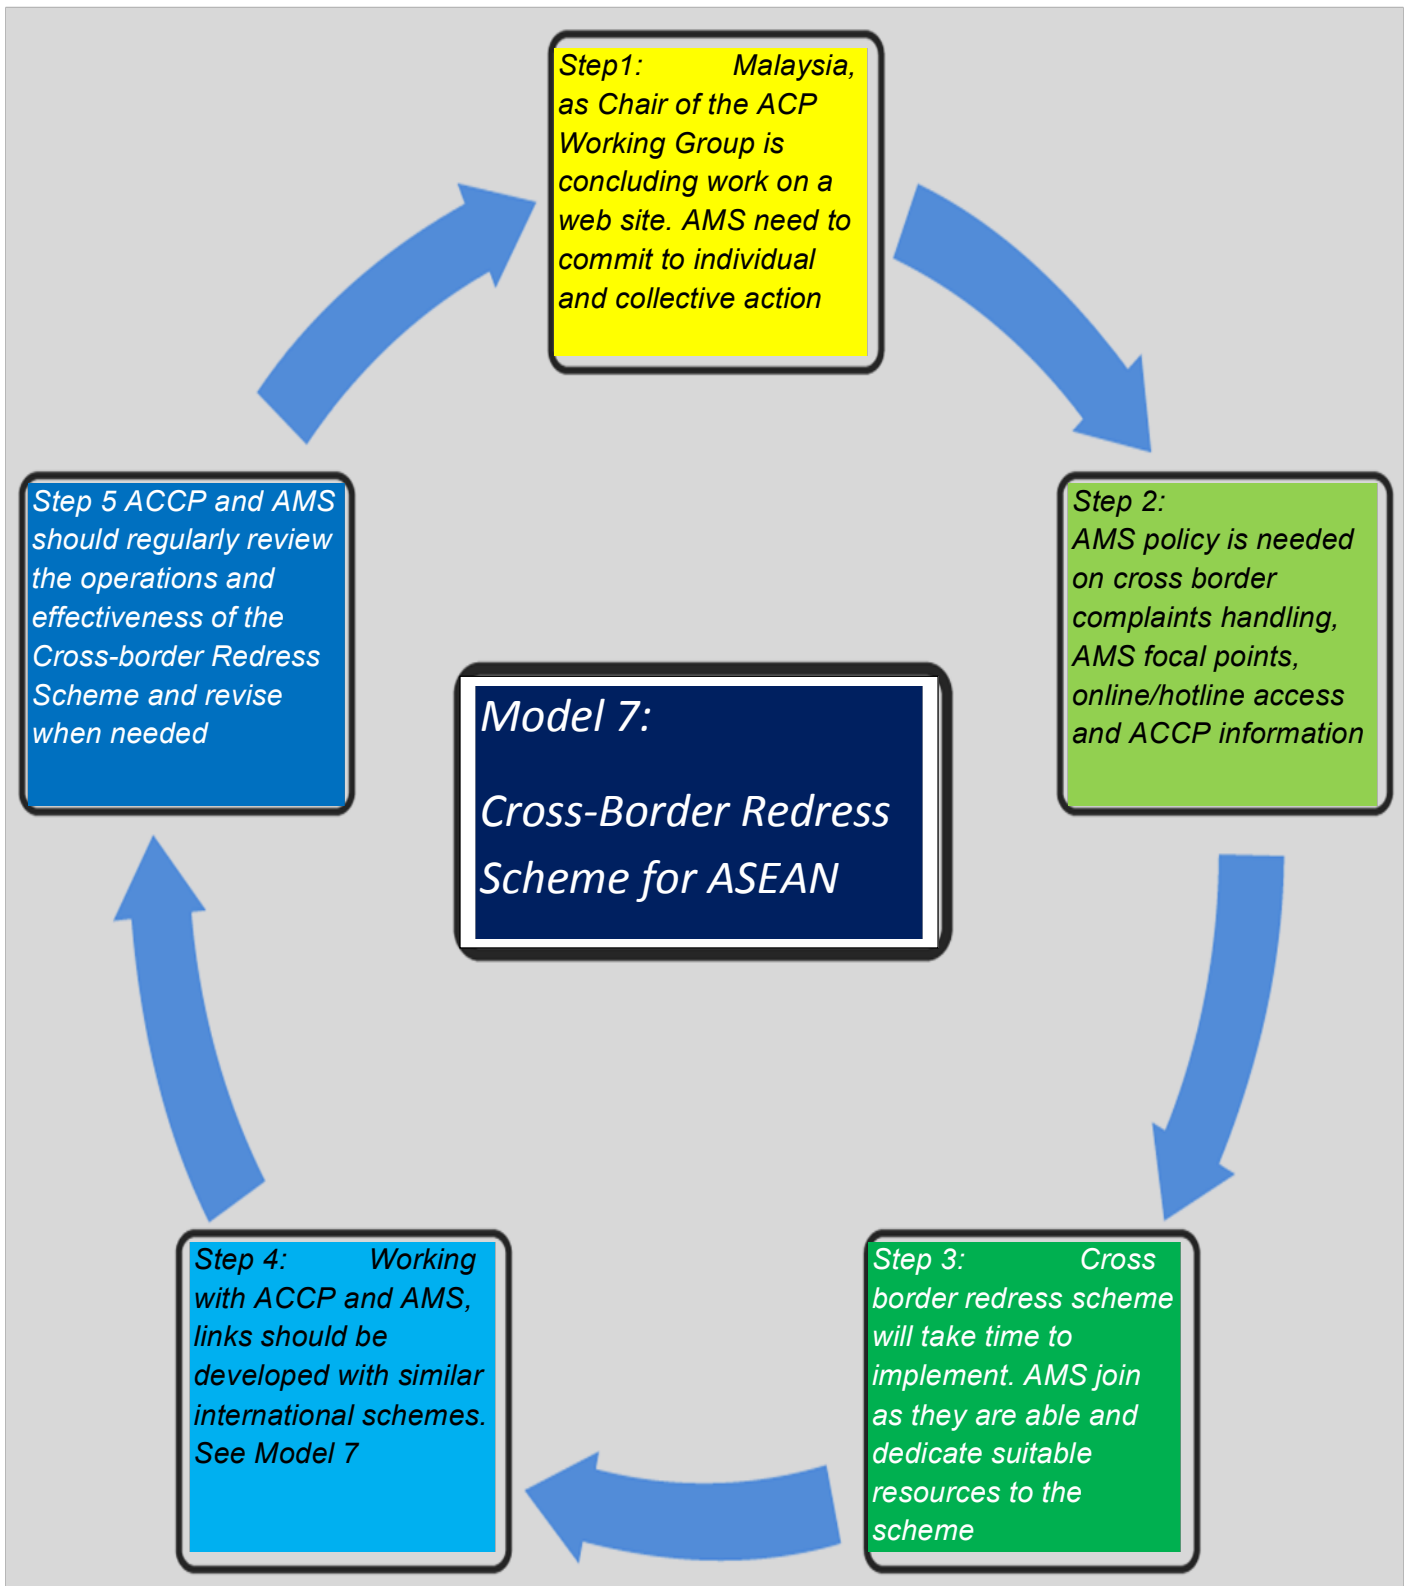 Step1: Malaysia,
as Chair of the ACP
Working Group is
concluding work on a
web site. AMS need to
commit to individual
and collective action
Step 2:
AMS policy is needed
on cross border
complaints handling,
AMS focal points,
online/hotline access
and ACCP information
Step 3: Cross
border redress scheme
will take time to
implement. AMS join
as they are able and
dedicate suitable
resources to the
scheme
Step 4: Working
with ACCP and AMS,
links should be
developed with similar
international schemes.
See Model 7
Step 5 ACCP and AMS
should regularly review
the operations and
effectiveness of the
Cross-border Redress
Scheme and revise
when needed
Model 7:
Cross-Border Redress
Scheme for ASEAN